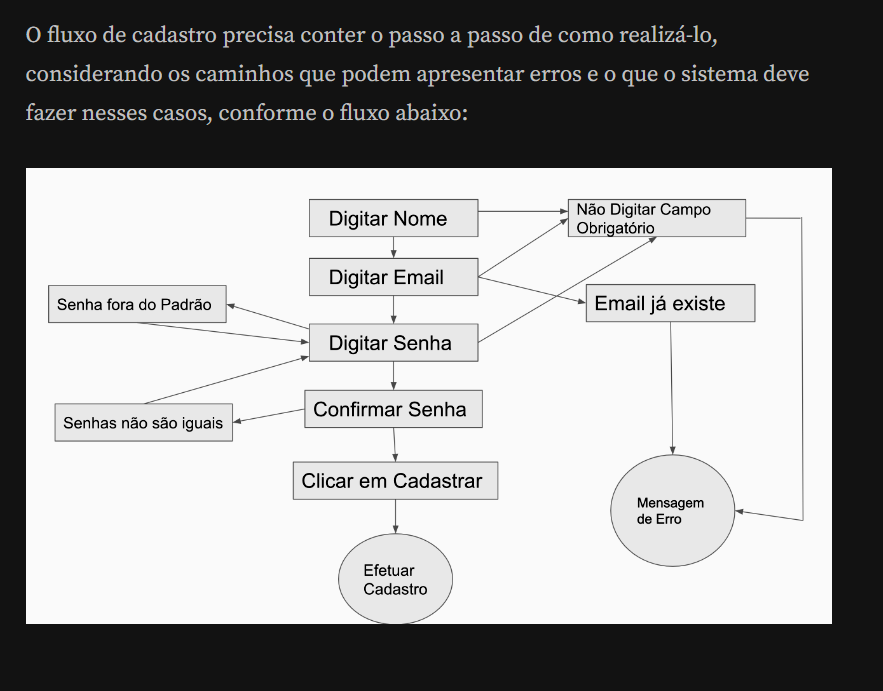 O fluxo de cadastro precisa conter o passo a passo de como realizá-lo,
considerando os caminhos que podem apresentar erros e o que o sistema deve
fazer nesses casos, conforme o fluxo abaixo:
Digitar Nome
Não Digitar Campo
Obrigatório
Digitar Email
Senha fora do Padrão
Email já existe
Digitar Senha
Confirmar Senha
Senhas não são iguais
Clicar em Cadastrar
Mensagem
de Erro
Efetuar
Cadastro